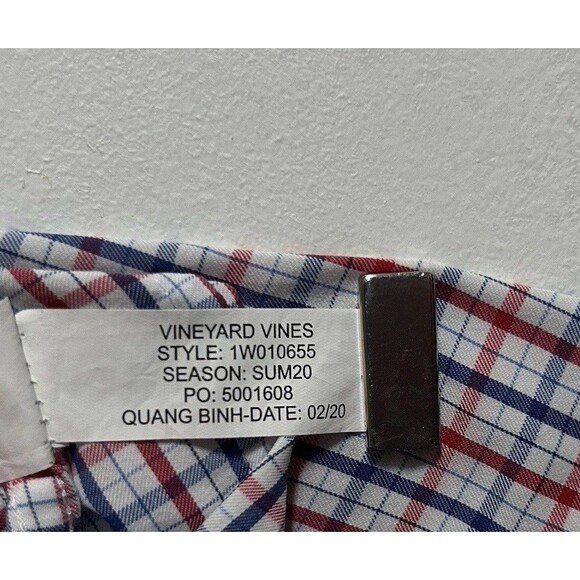 VINEYARD VINES
STYLE: 1W010655
SEASON: SUM20
PO: 5001608
QUANG BINH-DATE: 02/20